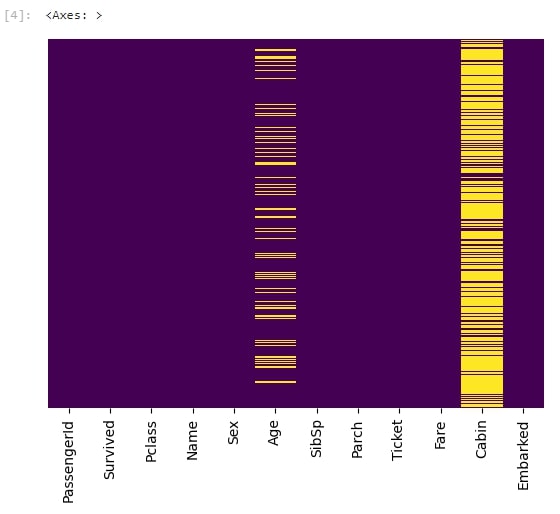 [4]: <Axes: >
PassengerId
Survived
Pclass
Name
Sex
Age
SibSp
Parch
Ticket
Fare
Cabin
Embarked